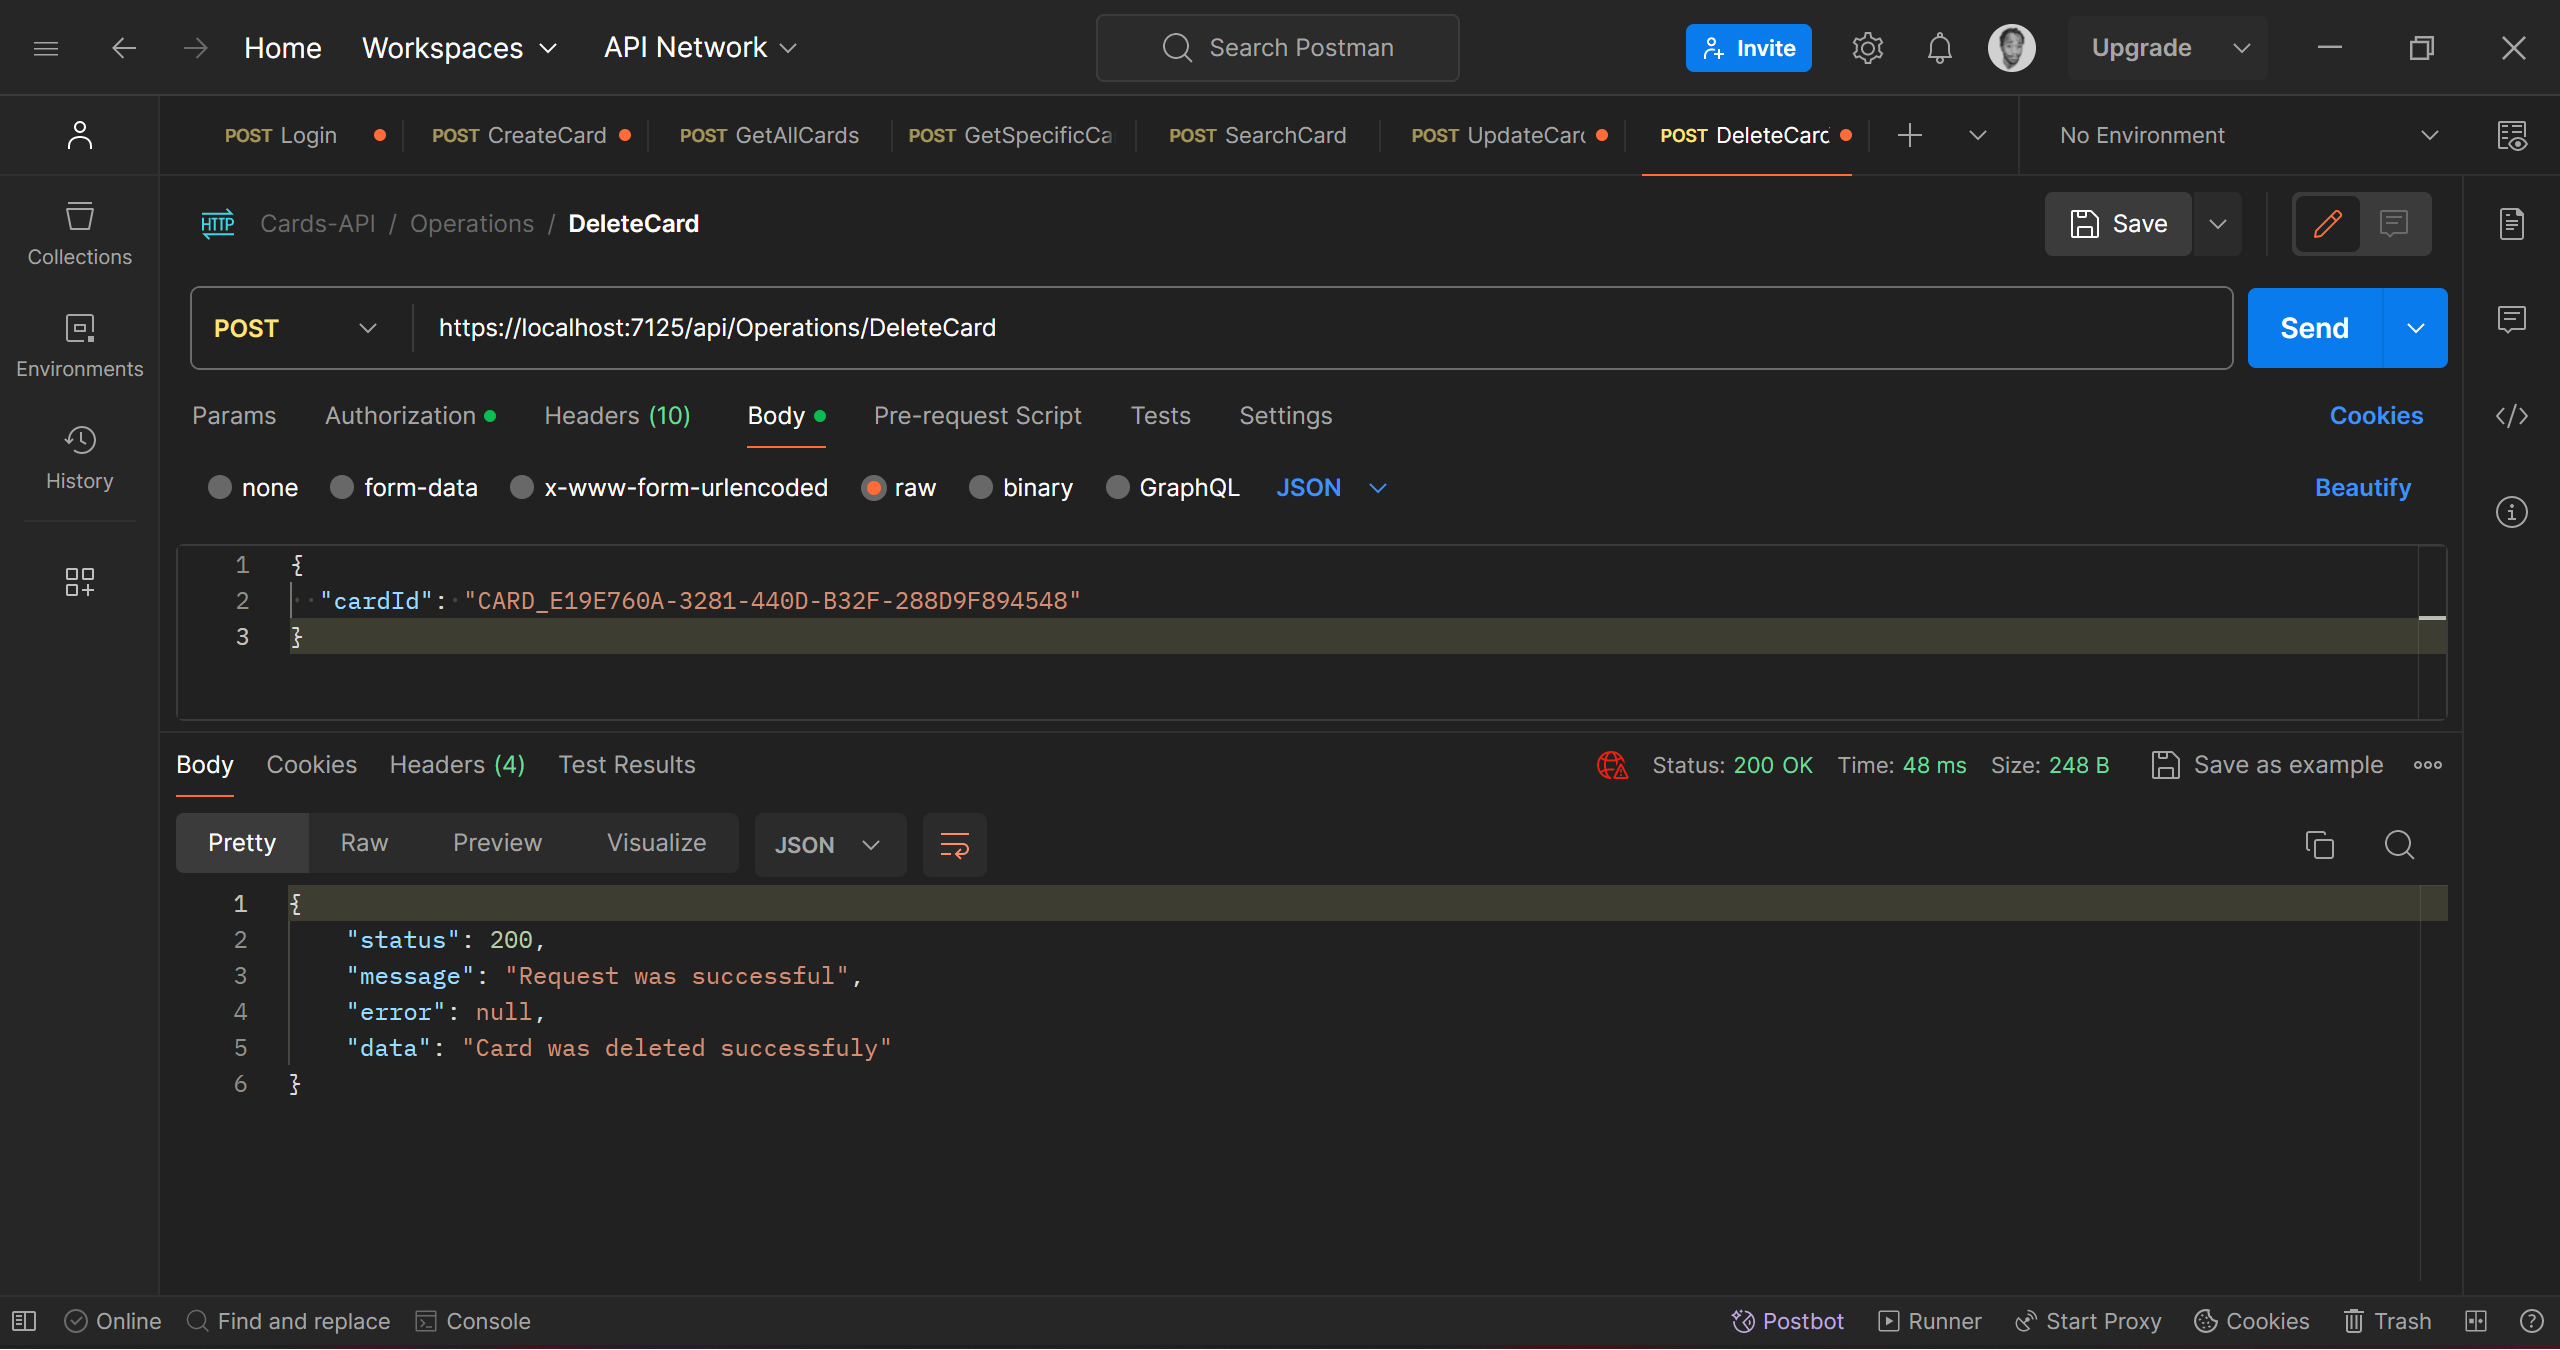 Home Workspaces API Network Search Postman Invite Upgrade
POST Login POST CreateCard POST GetAllCards POST GetSpecificCa POST SearchCard POST UpdateCard POST DeleteCard No Environment
Collections
Environments
History
HTTP Cards-API / Operations / DeleteCard Save
POST https://localhost:7125/api/Operations/DeleteCard Send
Params Authorization Headers (10) Body Pre-request Script Tests Settings Cookies
none form-data x-www-form-urlencoded raw binary GraphQL JSON Beautify
1 {
2 "cardId": "CARD_E19E760A-3281-440D-B32F-288D9F894548"
3 }
Body Cookies Headers (4) Test Results Status: 200 OK Time: 48 ms Size: 248 B Save as example
Pretty Raw Preview Visualize JSON
1 {
2 "status": 200,
3 "message": "Request was successful",
4 "error": null,
5 "data": "Card was deleted successfuly"
6 }
Online Find and replace Console Postbot Runner Start Proxy Cookies Trash